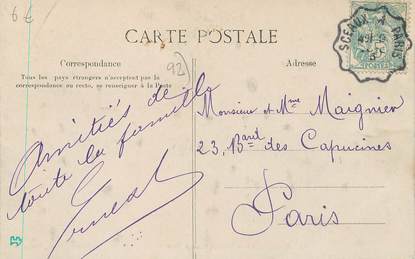 6 €
CARTE POSTALE
Correspondance
Tous les pays étrangers n'acceptent pas la
correspondance au recto, se renseigner à la Poste
92
Amitiés de
toute la famille
Adresse
SCEAUX A PARIS
Monsieur et Mme Maignier
23, Bard des Capucines
Paris